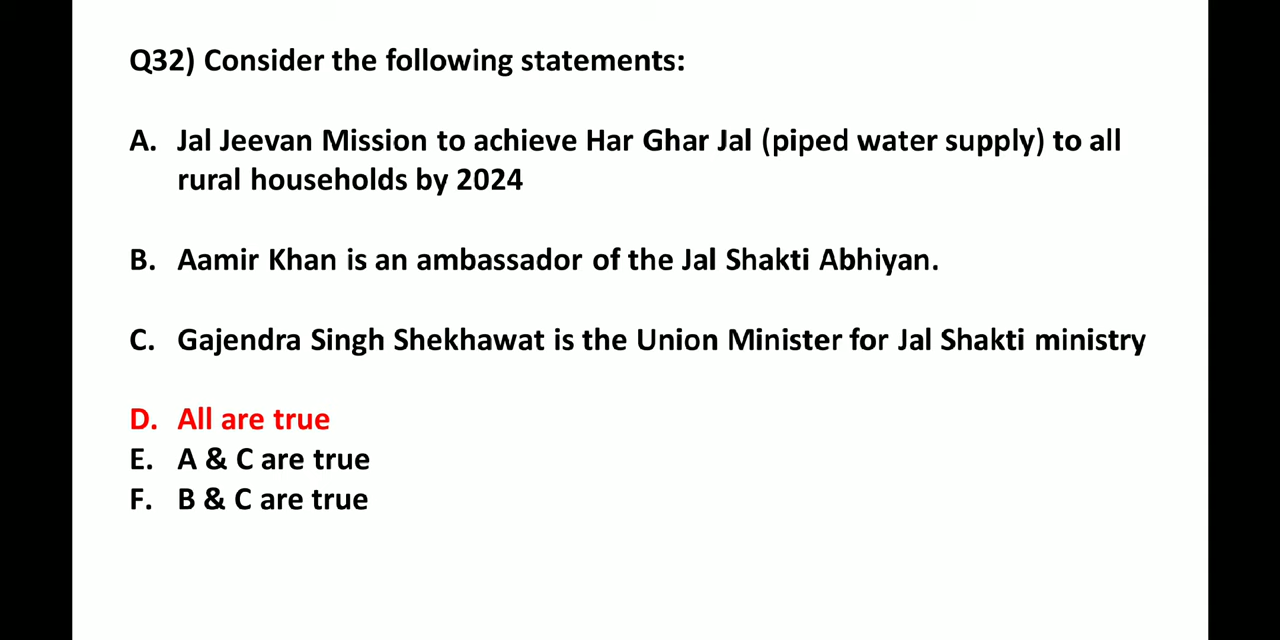 Q32) Consider the following statements:
A. Jal Jeevan Mission to achieve Har Ghar Jal (piped water supply) to all
rural households by 2024
B. Aamir Khan is an ambassador of the Jal Shakti Abhiyan.
C. Gajendra Singh Shekhawat is the Union Minister for Jal Shakti ministry
D. All are true
E. A & C are true
F. B & C are true